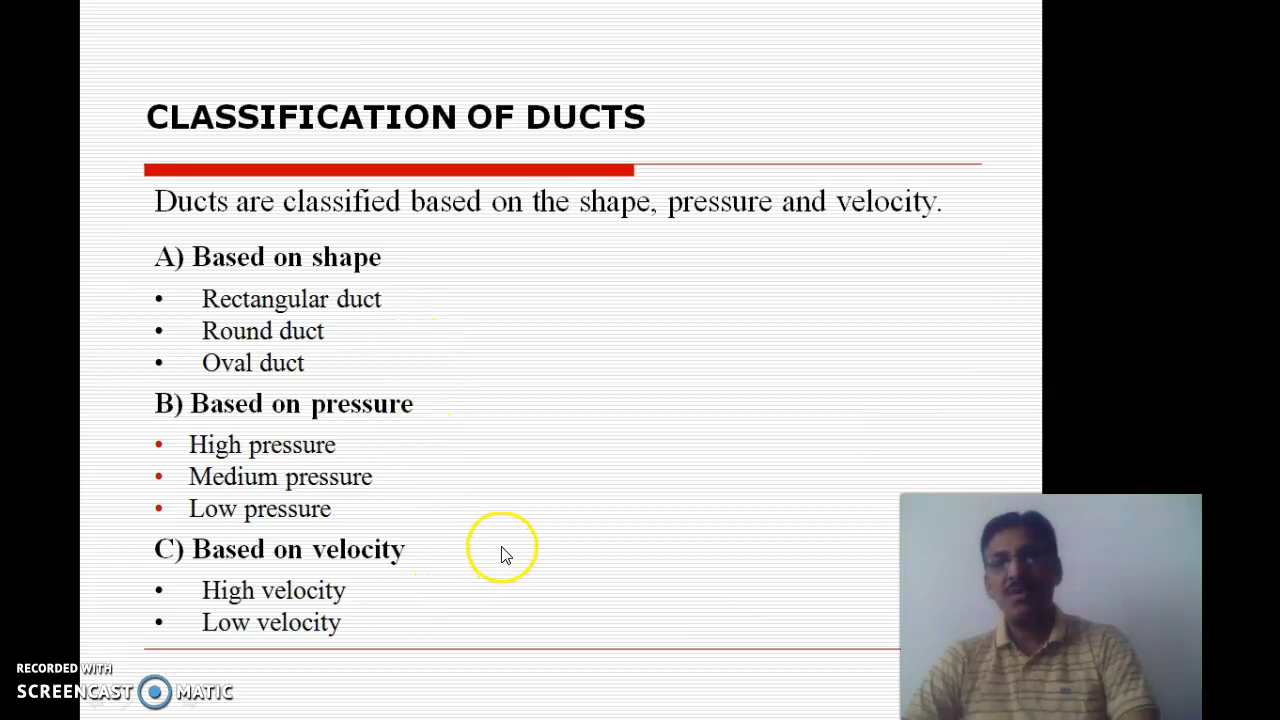 CLASSIFICATION OF DUCTS
Ducts are classified based on the shape, pressure and velocity.
A) Based on shape
• Rectangular duct
• Round duct
• Oval duct
B) Based on pressure
• High pressure
• Medium pressure
• Low pressure
C) Based on velocity
• High velocity
• Low velocity
RECORDED WITH
SCREENCAST MATIC